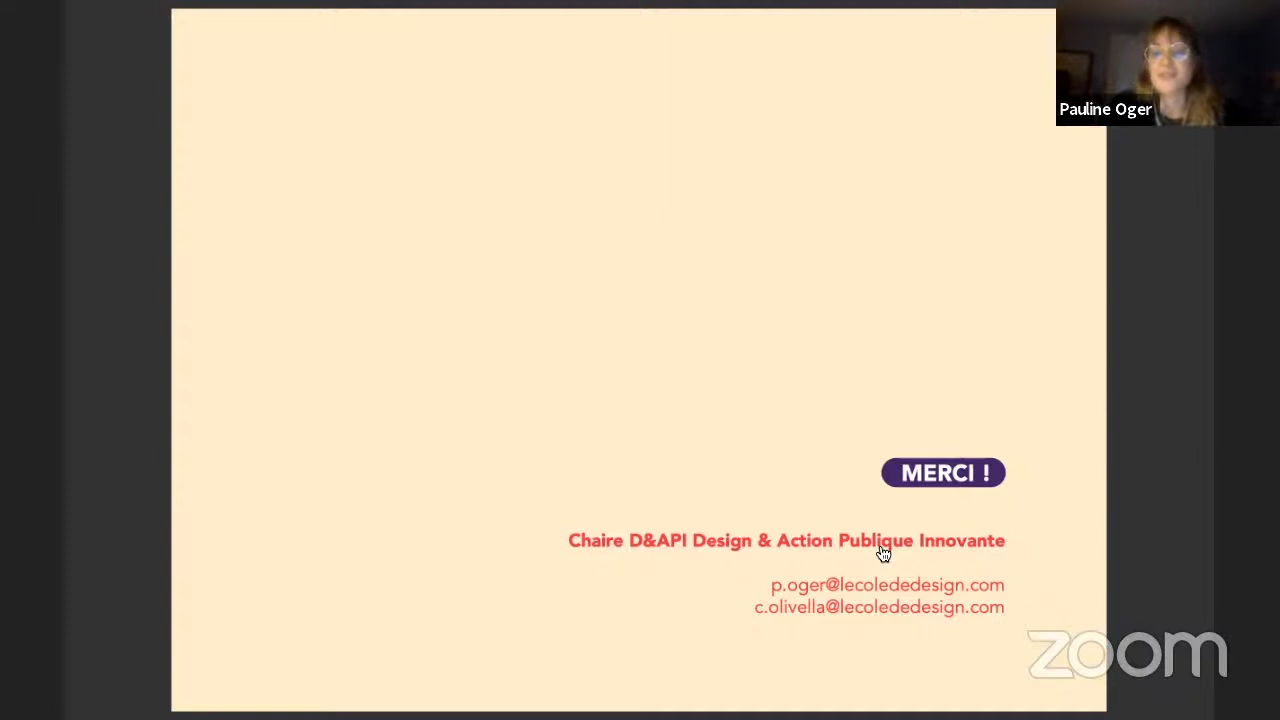 Pauline Oger
MERCI !
Chaire D&API Design & Action Publique Innovante
p.oger@lecolededesign.com
c.olivella@lecolededesign.com
zoom